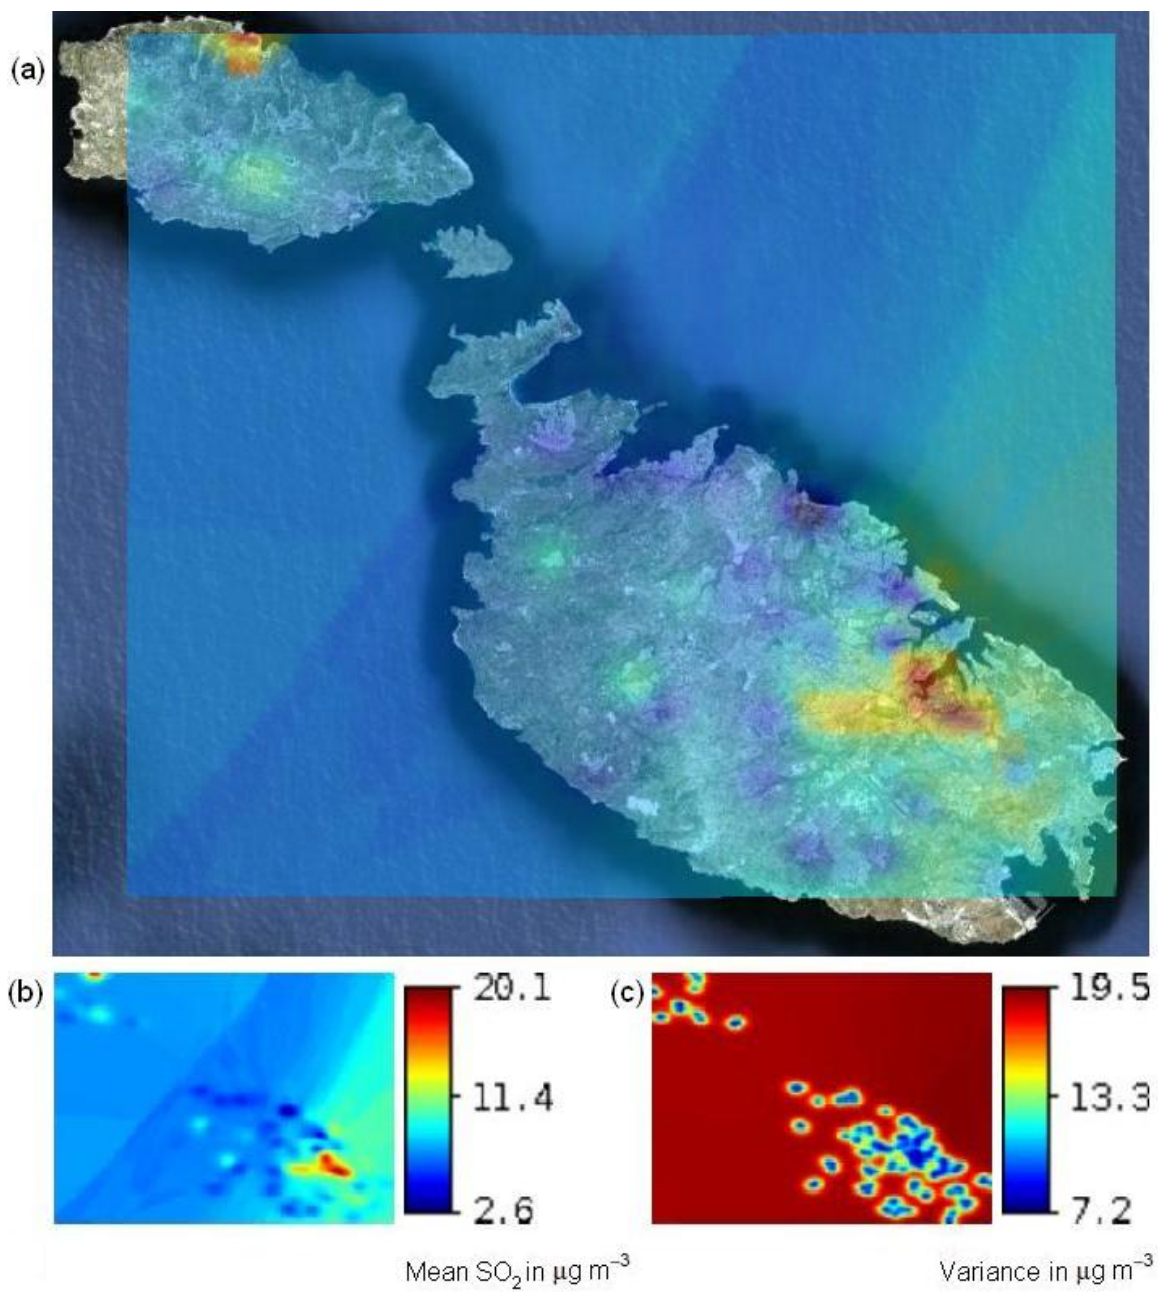 (a)
(b)
20.1
11.4
2.6
Mean SO₂ in μg m⁻³
(c)
19.5
13.3
7.2
Variance in μg m⁻³